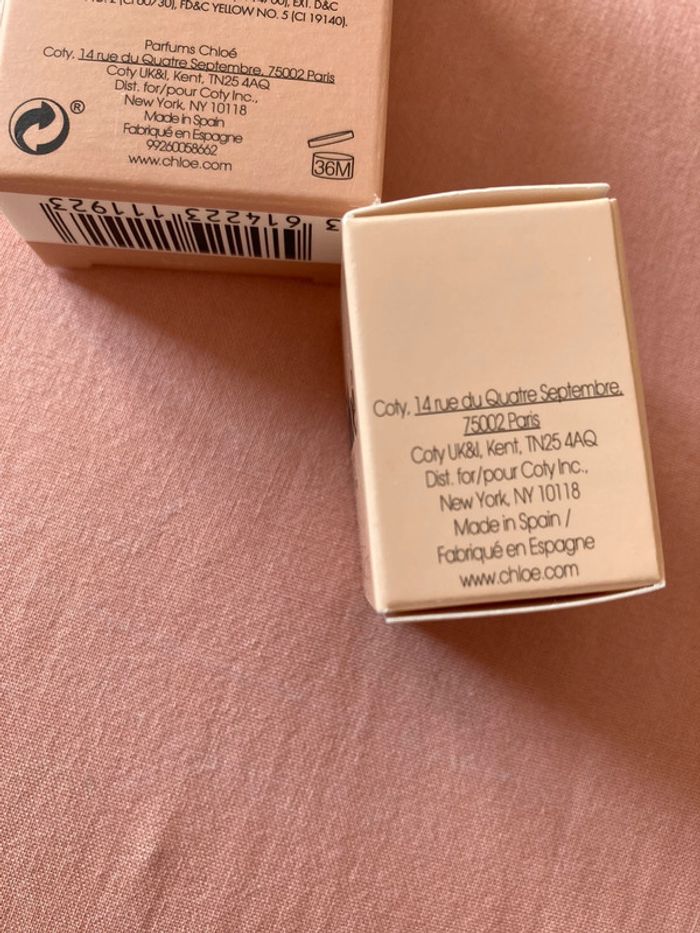 EXT. D&C
FD&C YELLOW NO. 5 (CI 19140).
Parfums Chloé
Coty, 14 rue du Quatre Septembre, 75002 Paris
Coty UK&I, Kent, TN25 4AQ
Dist. for/pour Coty Inc.,
New York, NY 10118
Made in Spain
Fabriqué en Espagne
99260058662
www.chloe.com
®
36M
3 614223 111923
Coty, 14 rue du Quatre Septembre,
75002 Paris
Coty UK&I, Kent, TN25 4AQ
Dist. for/pour Coty Inc.,
New York, NY 10118
Made in Spain /
Fabriqué en Espagne
www.chloe.com